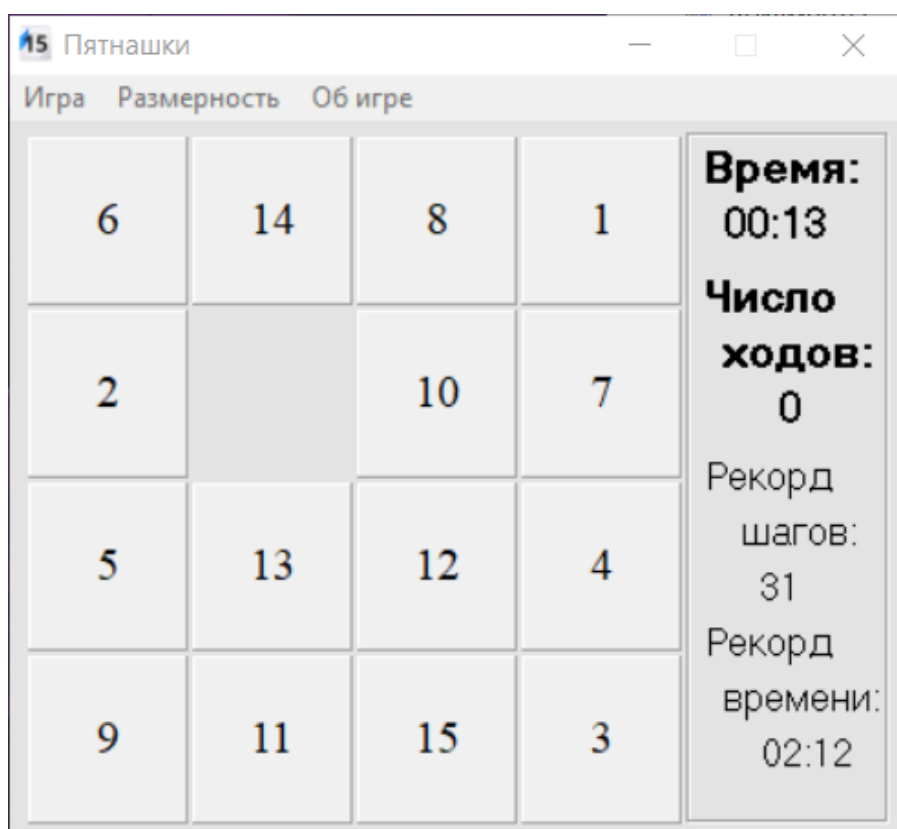 15 Пятнашки
Игра Размерность Об игре
6 14 8 1
2 10 7
5 13 12 4
9 11 15 3
Время:
00:13
Число
ходов:
0
Рекорд
шагов:
31
Рекорд
времени:
02:12